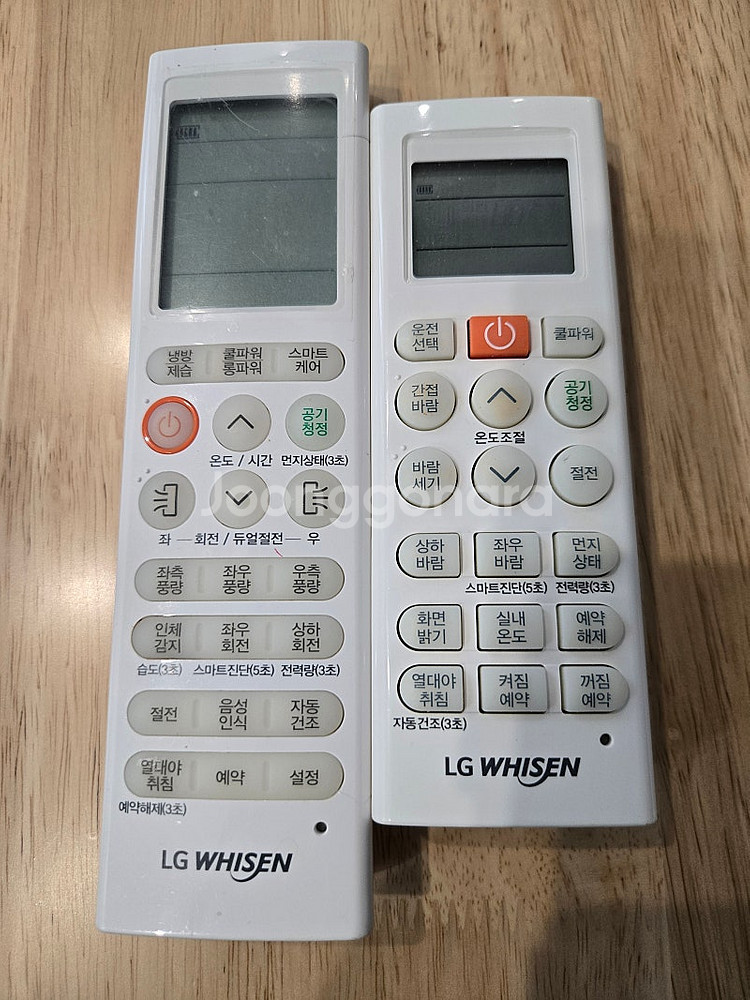 냉방
제습
쿨파워
롱파워
스마트
케어
공기
청정
온도 / 시간
먼지상태(3초)
좌 — 회전 / 듀얼절전 — 우
좌측
풍량
좌우
풍량
우측
풍량
인체
감지
좌우
회전
상하
회전
습도(3초)
스마트진단(5초)
전력량(3초)
절전
음성
인식
자동
건조
열대야
취침
예약
설정
예약해제(3초)
LG WHISEN
운전
선택
쿨파워
간접
바람
공기
청정
온도조절
바람
세기
절전
상하
바람
좌우
바람
먼지
상태
스마트진단(5초)
전력량(3초)
화면
밝기
실내
온도
예약
해제
열대야
취침
켜짐
예약
꺼짐
예약
자동건조(3초)
LG WHISEN
Joonggonara